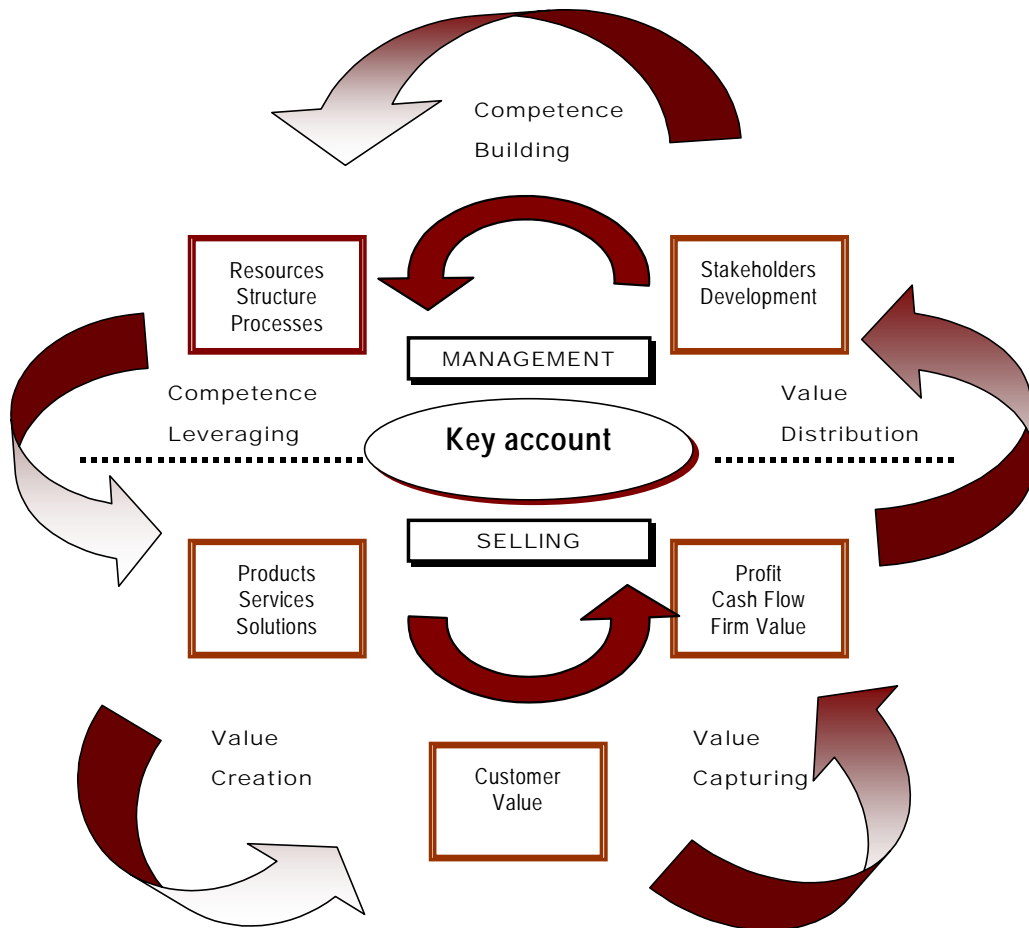 Competence
Building
Resources
Structure
Processes
Stakeholders
Development
MANAGEMENT
Competence
Leveraging
Key account
Value
Distribution
SELLING
Products
Services
Solutions
Profit
Cash Flow
Firm Value
Value
Creation
Customer
Value
Value
Capturing